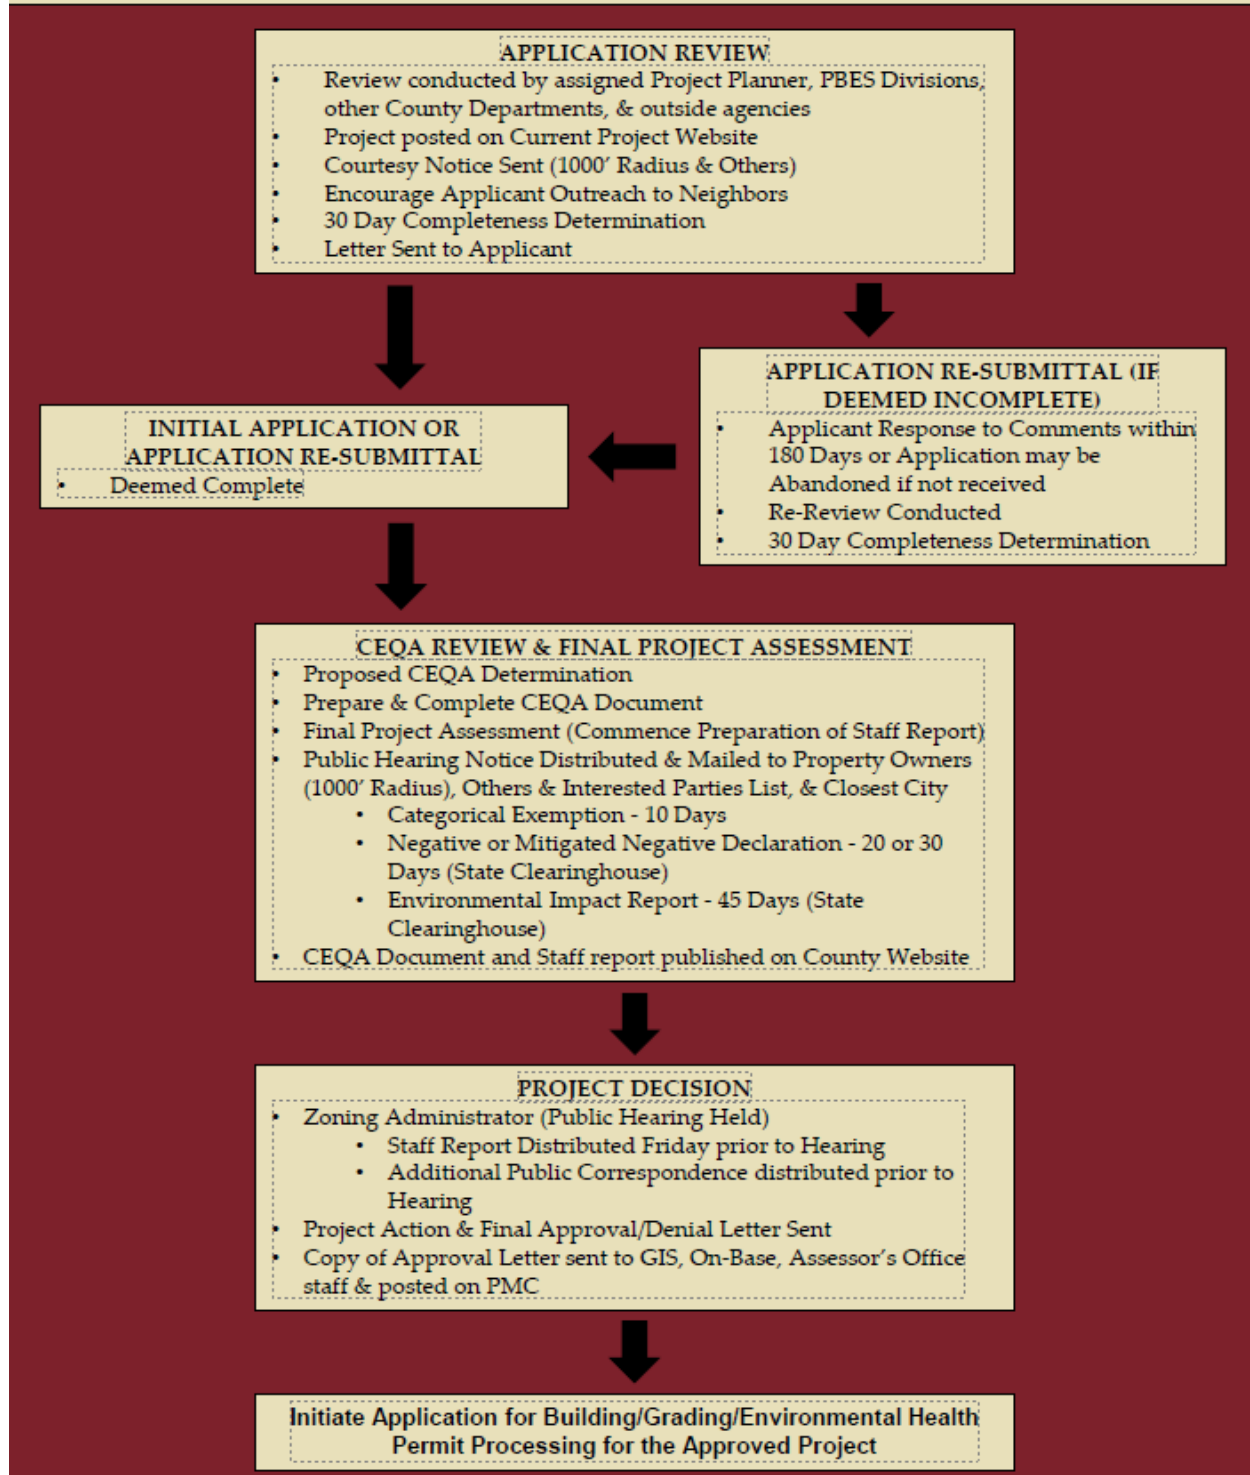 APPLICATION REVIEW
• Review conducted by assigned Project Planner, PBES Divisions,
other County Departments, & outside agencies
• Project posted on Current Project Website
• Courtesy Notice Sent (1000’ Radius & Others)
• Encourage Applicant Outreach to Neighbors
• 30 Day Completeness Determination
• Letter Sent to Applicant
APPLICATION RE-SUBMITTAL (IF
DEEMED INCOMPLETE)
• Applicant Response to Comments within
180 Days or Application may be
Abandoned if not received
• Re-Review Conducted
• 30 Day Completeness Determination
INITIAL APPLICATION OR
APPLICATION RE-SUBMITTAL
• Deemed Complete
CEQA REVIEW & FINAL PROJECT ASSESSMENT
• Proposed CEQA Determination
• Prepare & Complete CEQA Document
• Final Project Assessment (Commence Preparation of Staff Report)
• Public Hearing Notice Distributed & Mailed to Property Owners
(1000’ Radius), Others & Interested Parties List, & Closest City
• Categorical Exemption - 10 Days
• Negative or Mitigated Negative Declaration - 20 or 30
Days (State Clearinghouse)
• Environmental Impact Report - 45 Days (State
Clearinghouse)
• CEQA Document and Staff report published on County Website
PROJECT DECISION
• Zoning Administrator (Public Hearing Held)
• Staff Report Distributed Friday prior to Hearing
• Additional Public Correspondence distributed prior to
Hearing
• Project Action & Final Approval/Denial Letter Sent
• Copy of Approval Letter sent to GIS, On-Base, Assessor’s Office
staff & posted on PMC
Initiate Application for Building/Grading/Environmental Health
Permit Processing for the Approved Project